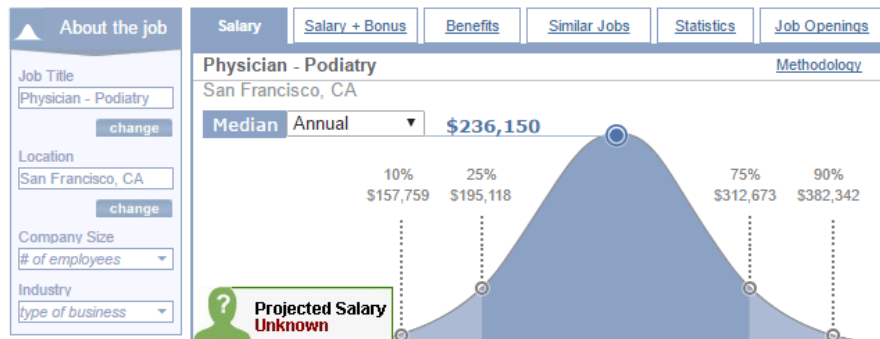 About the job
Job Title
Physician - Podiatry
change
Location
San Francisco, CA
change
Company Size
# of employees
Industry
type of business
Salary
Salary + Bonus
Benefits
Similar Jobs
Statistics
Job Openings
Physician - Podiatry
Methodology
San Francisco, CA
Median Annual $236,150
10% 25% 75% 90%
$157,759 $195,118 $312,673 $382,342
?
Projected Salary
Unknown